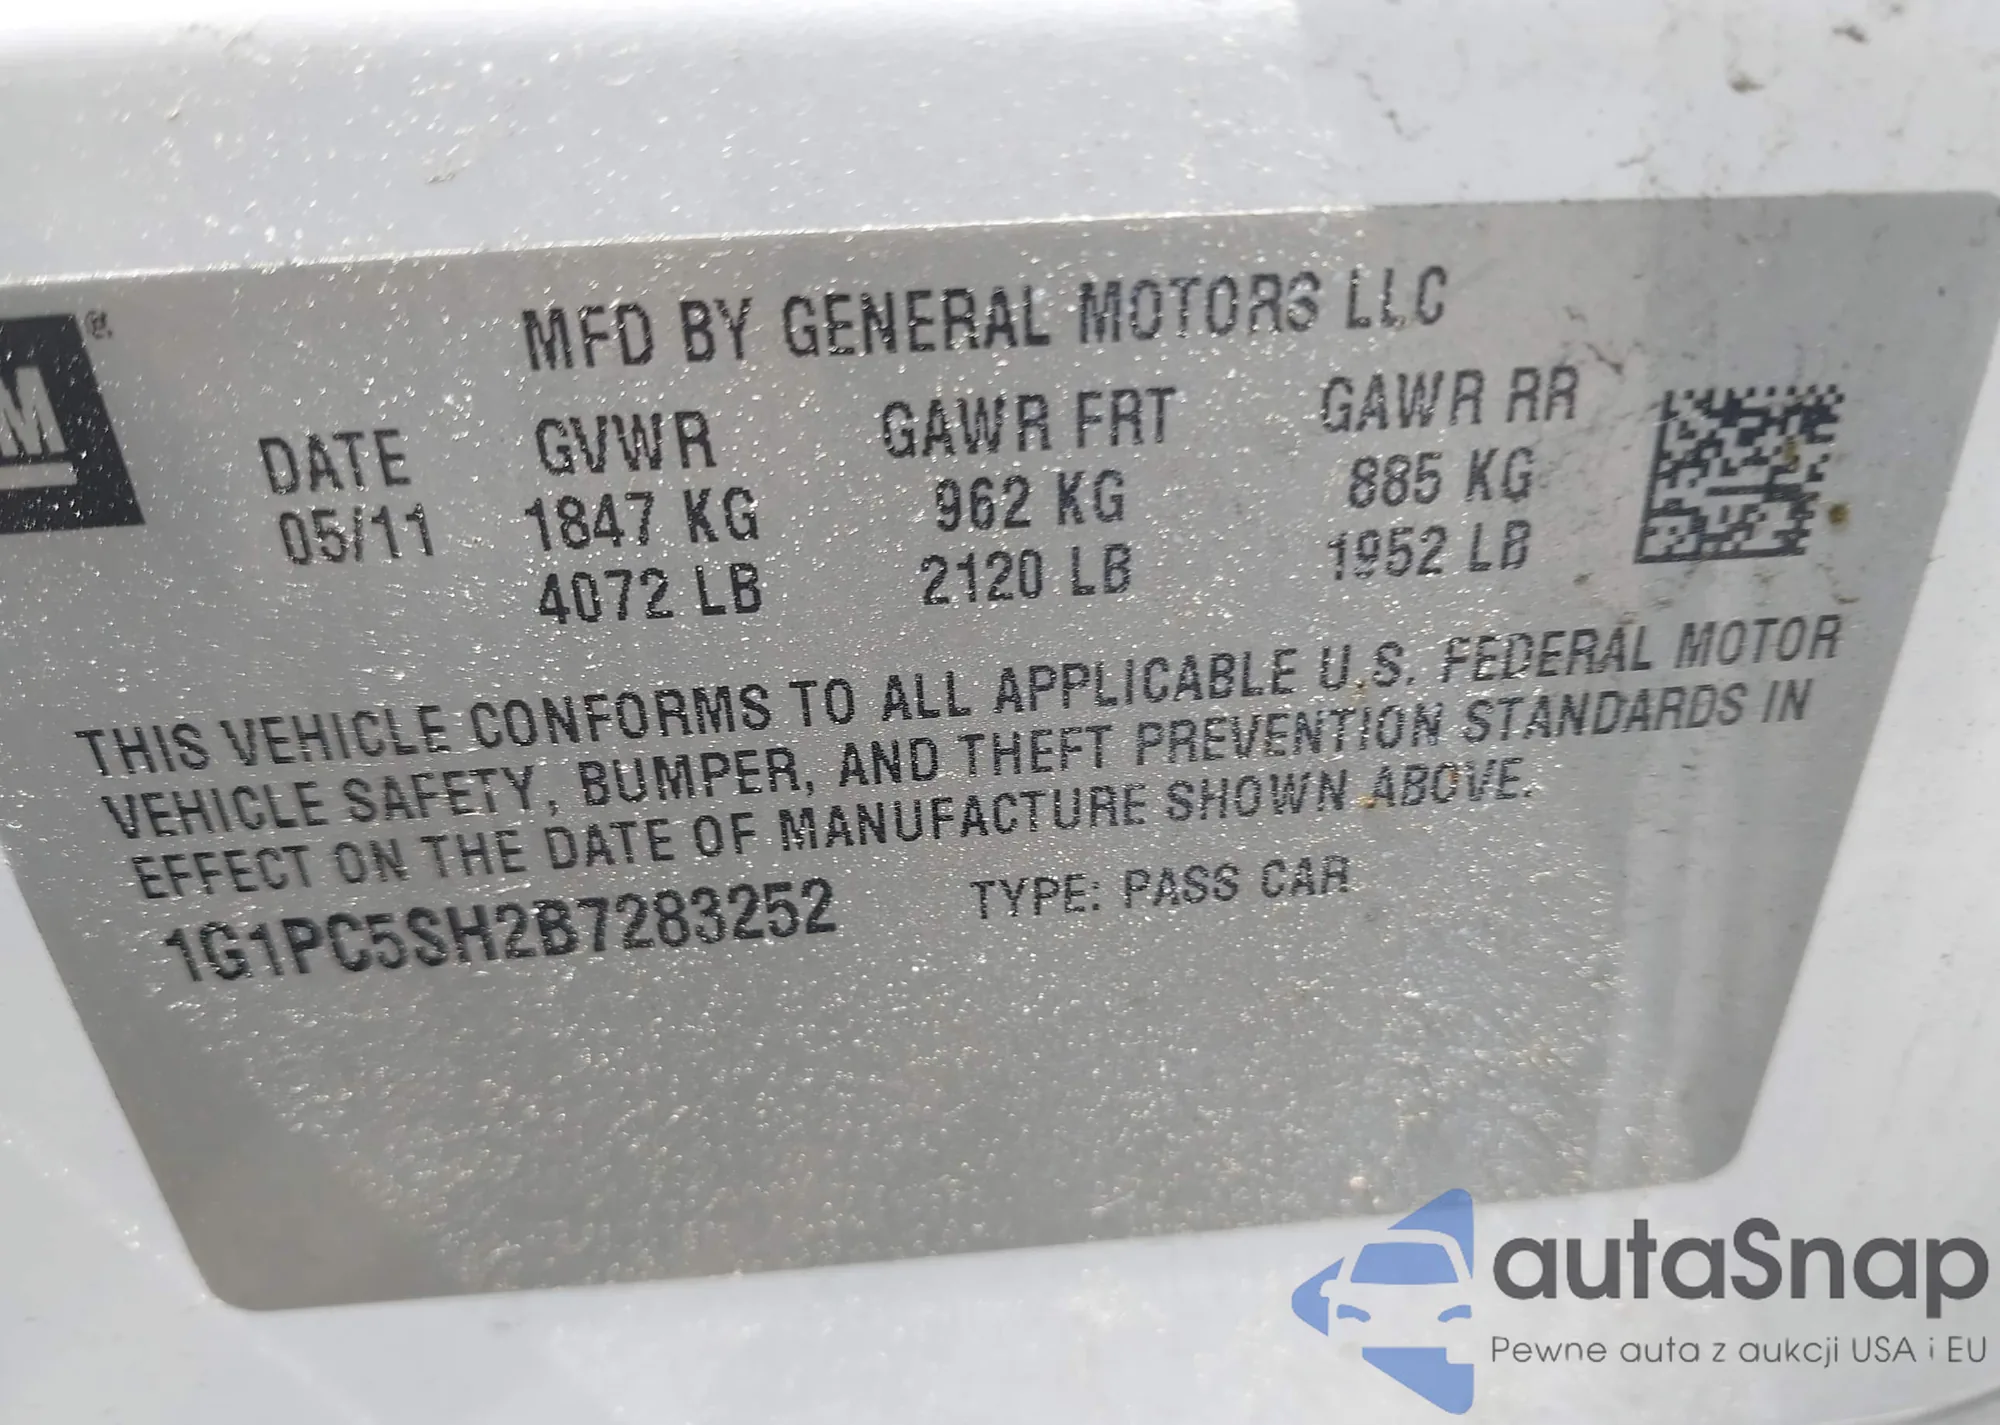 M ®.
MFD BY GENERAL MOTORS LLC
DATE GVWR GAWR FRT GAWR RR
05/11 1847 KG 962 KG 885 KG
4072 LB 2120 LB 1952 LB
THIS VEHICLE CONFORMS TO ALL APPLICABLE U.S. FEDERAL MOTOR
VEHICLE SAFETY, BUMPER, AND THEFT PREVENTION STANDARDS IN
EFFECT ON THE DATE OF MANUFACTURE SHOWN ABOVE.
1G1PC5SH2B7283252 TYPE: PASS CAR
autaSnap
Pewne auta z aukcji USA i EU